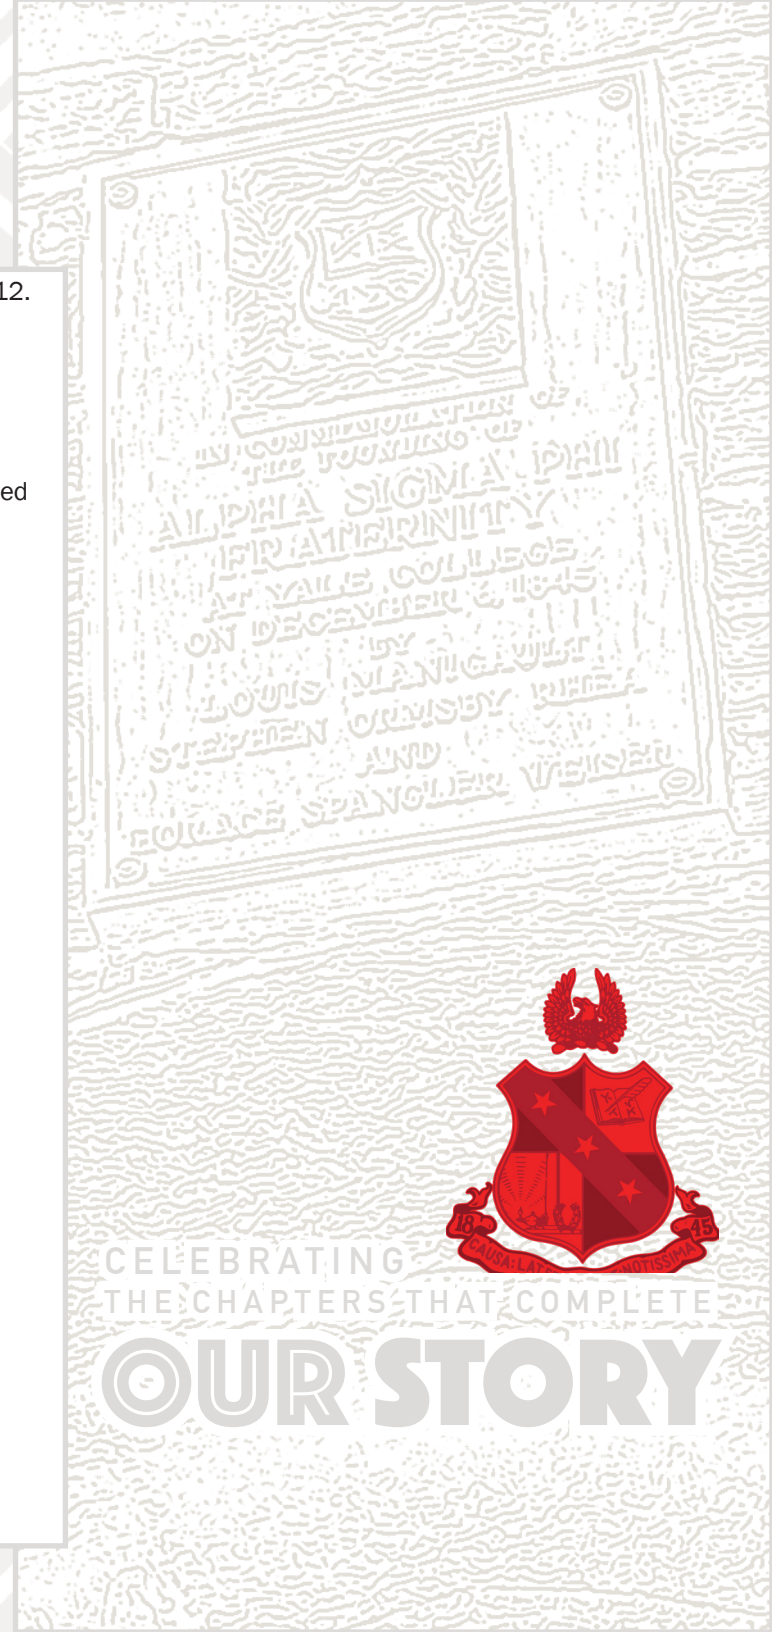 12.
ed
IN COMMEMORATION OF
THE FOUNDING OF
ALPHA SIGMA PHI
FRATERNITY
AT YALE COLLEGE
ON DECEMBER 6, 1845
BY
LOUIS MANIGAULT
STEPHEN ORMSBY RHEE
AND
HORACE SPANGLER WEISER
18 45
CAUSA: LATE NOTISSIMA
CELEBRATING
THE CHAPTERS THAT COMPLETE
OUR STORY